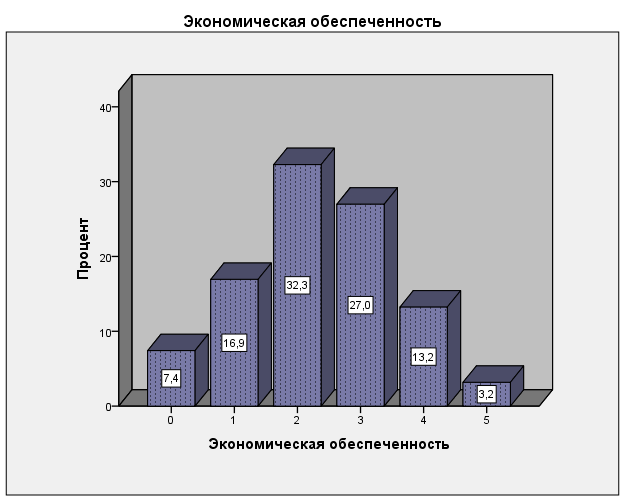 Экономическая обеспеченность
Процент
40
30
20
10
0
7,4
16,9
32,3
27,0
13,2
3,2
0 1 2 3 4 5
Экономическая обеспеченность